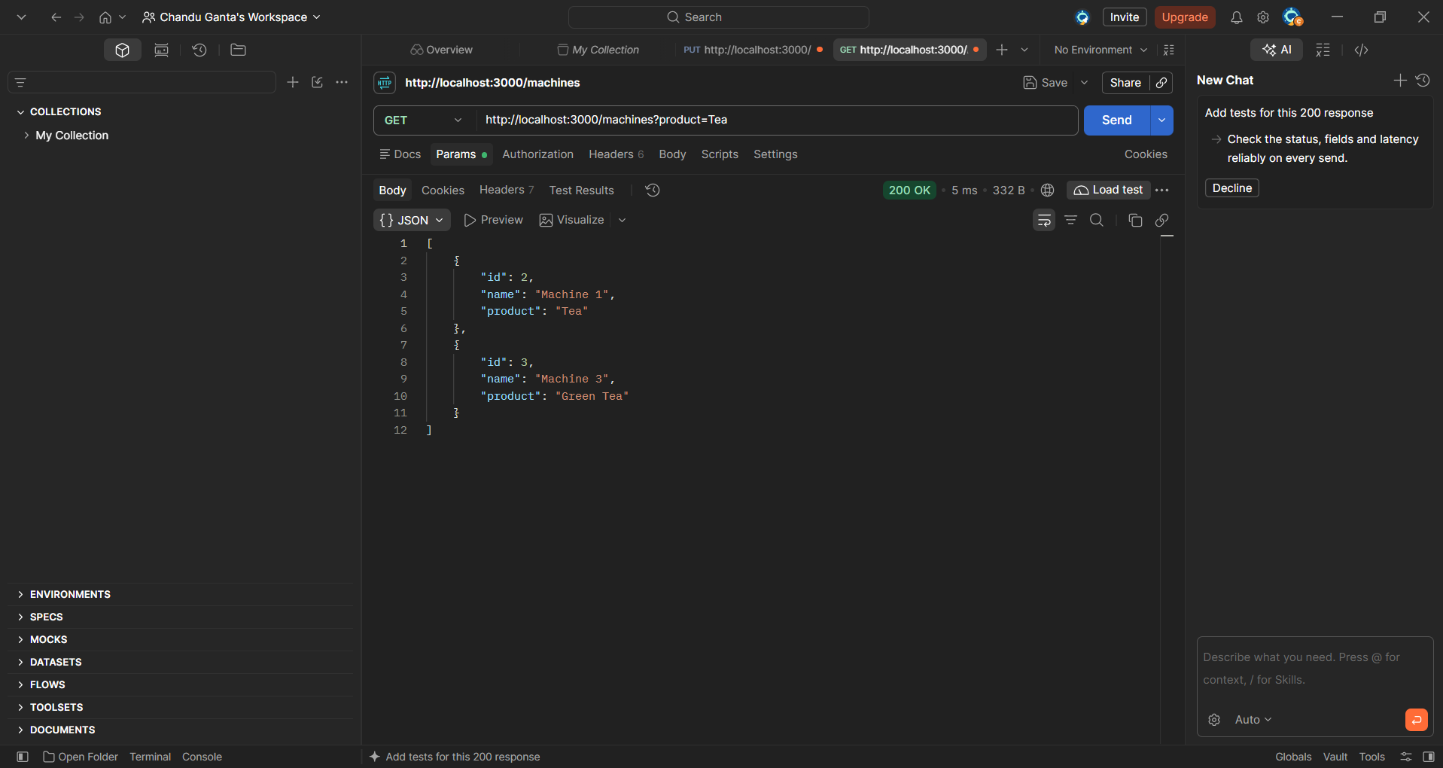 Chandu Ganta's Workspace
Search
Invite
Upgrade
Overview
My Collection
PUT http://localhost:3000/
GET http://localhost:3000/.
No Environment
AI
COLLECTIONS
My Collection
ENVIRONMENTS
SPECS
MOCKS
DATASETS
FLOWS
TOOLSETS
DOCUMENTS
HTTP
http://localhost:3000/machines
Save
Share
GET
http://localhost:3000/machines?product=Tea
Send
Docs
Params
Authorization
Headers 6
Body
Scripts
Settings
Cookies
Body
Cookies
Headers 7
Test Results
200 OK
5 ms
332 B
Load test
{ } JSON
Preview
Visualize
1 [
2 {
3 "id": 2,
4 "name": "Machine 1",
5 "product": "Tea"
6 },
7 {
8 "id": 3,
9 "name": "Machine 3",
10 "product": "Green Tea"
11 }
12 ]
New Chat
Add tests for this 200 response
Check the status, fields and latency
reliably on every send.
Decline
Describe what you need. Press @ for
context, / for Skills.
Auto
Open Folder
Terminal
Console
Add tests for this 200 response
Globals
Vault
Tools